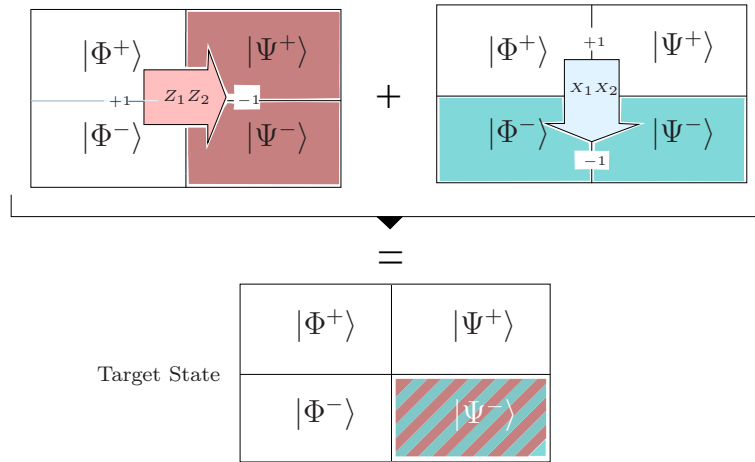 |Φ⁺⟩ |Ψ⁺⟩
+1 Z₁Z₂ −1
|Φ⁻⟩ |Ψ⁻⟩
+
|Φ⁺⟩ +1 |Ψ⁺⟩
X₁X₂
|Φ⁻⟩ |Ψ⁻⟩
−1
=
|Φ⁺⟩ |Ψ⁺⟩
Target State
|Φ⁻⟩ |Ψ⁻⟩